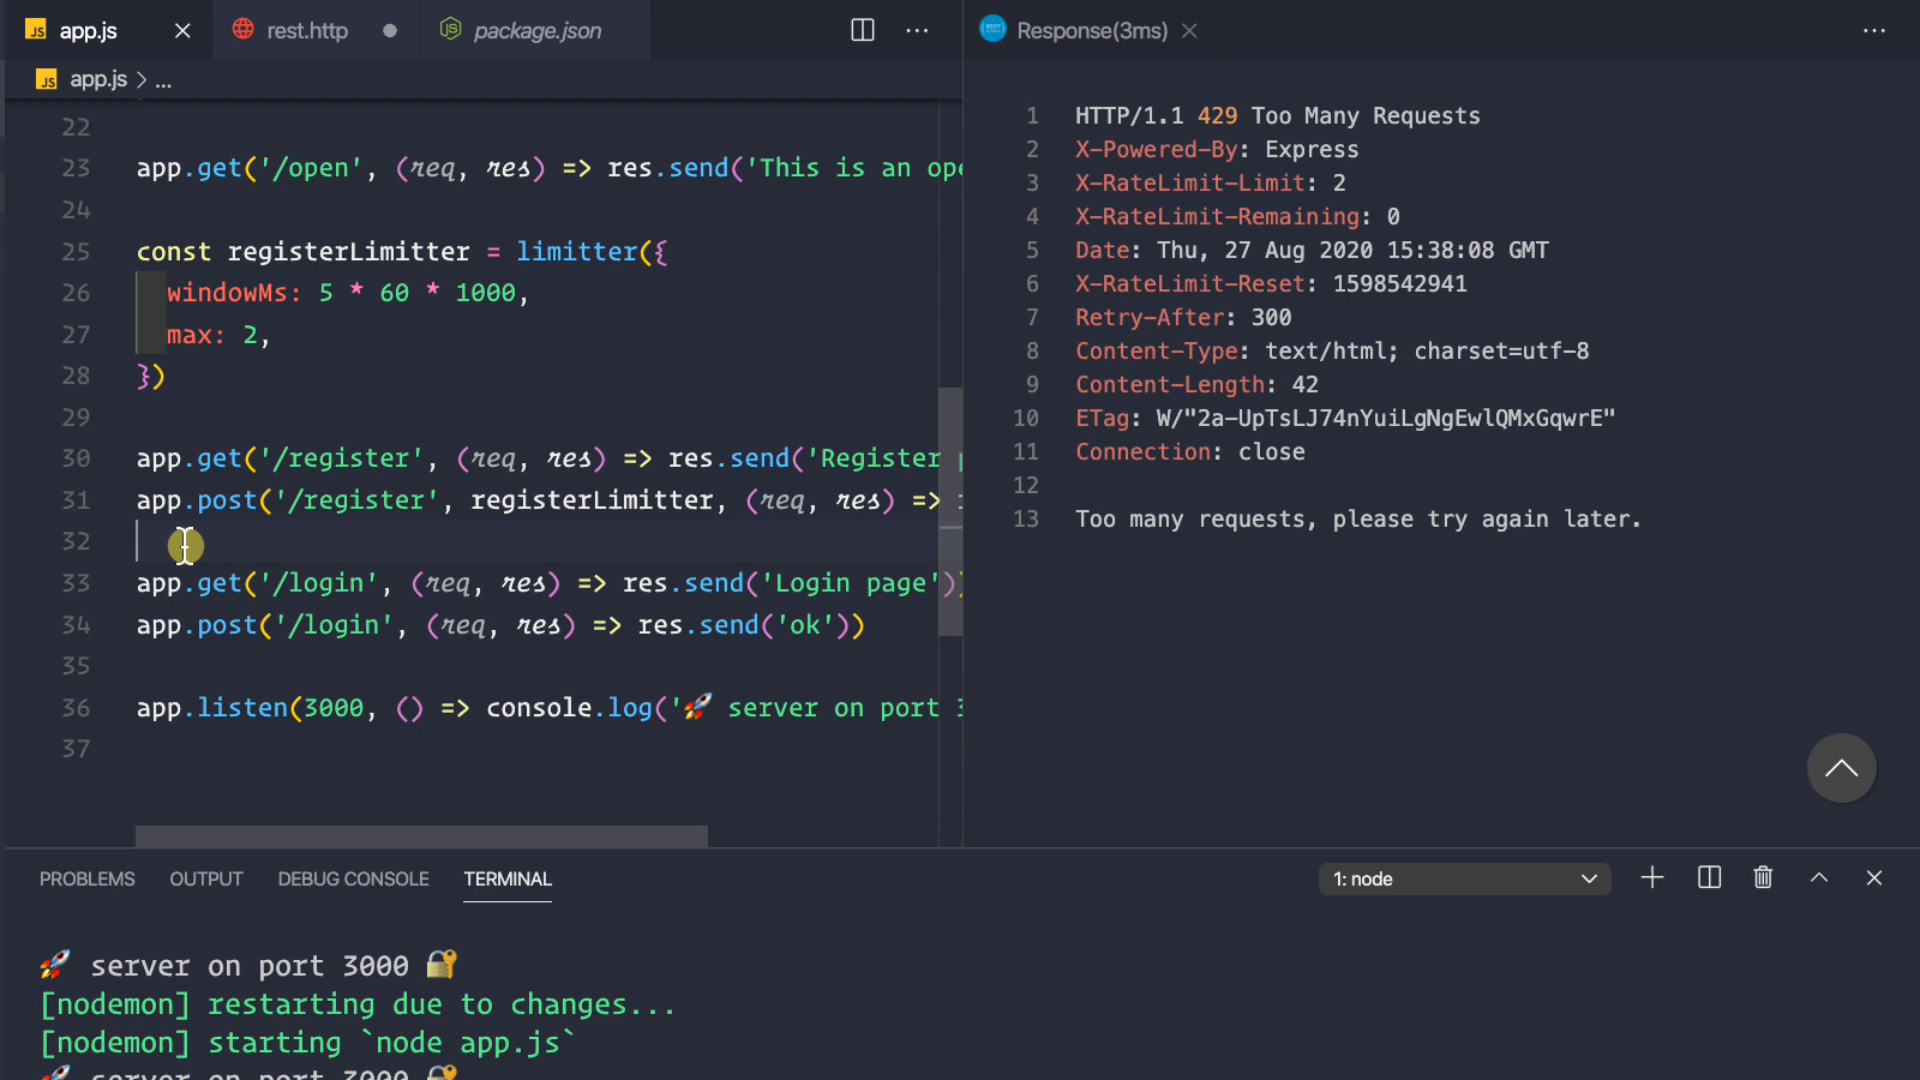 JS app.js
rest.http
package.json
Response(3ms)
JS app.js > ...
22
23 app.get('/open', (req, res) => res.send('This is an ope
24
25 const registerLimitter = limitter({
26 windowMs: 5 * 60 * 1000,
27 max: 2,
28 })
29
30 app.get('/register', (req, res) => res.send('Register
31 app.post('/register', registerLimitter, (req, res) =>
32
33 app.get('/login', (req, res) => res.send('Login page'))
34 app.post('/login', (req, res) => res.send('ok'))
35
36 app.listen(3000, () => console.log('🚀 server on port 3
37
1 HTTP/1.1 429 Too Many Requests
2 X-Powered-By: Express
3 X-RateLimit-Limit: 2
4 X-RateLimit-Remaining: 0
5 Date: Thu, 27 Aug 2020 15:38:08 GMT
6 X-RateLimit-Reset: 1598542941
7 Retry-After: 300
8 Content-Type: text/html; charset=utf-8
9 Content-Length: 42
10 ETag: W/"2a-UpTsLJ74nYuiLgNgEwlQMxGqwrE"
11 Connection: close
12
13 Too many requests, please try again later.
PROBLEMS OUTPUT DEBUG CONSOLE TERMINAL
1: node
🚀 server on port 3000 🔐
[nodemon] restarting due to changes...
[nodemon] starting `node app.js`
🚀 server on port 3000 🔐